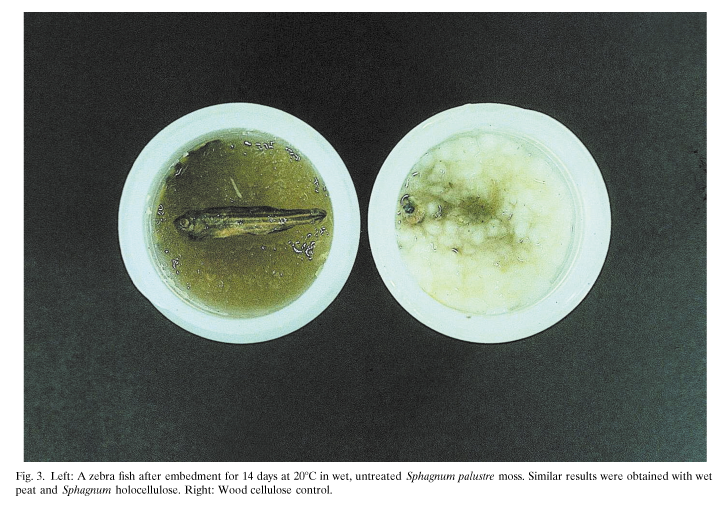 Fig. 3. Left: A zebra fish after embedment for 14 days at 20°C in wet, untreated Sphagnum palustre moss. Similar results were obtained with wet
peat and Sphagnum holocellulose. Right: Wood cellulose control.